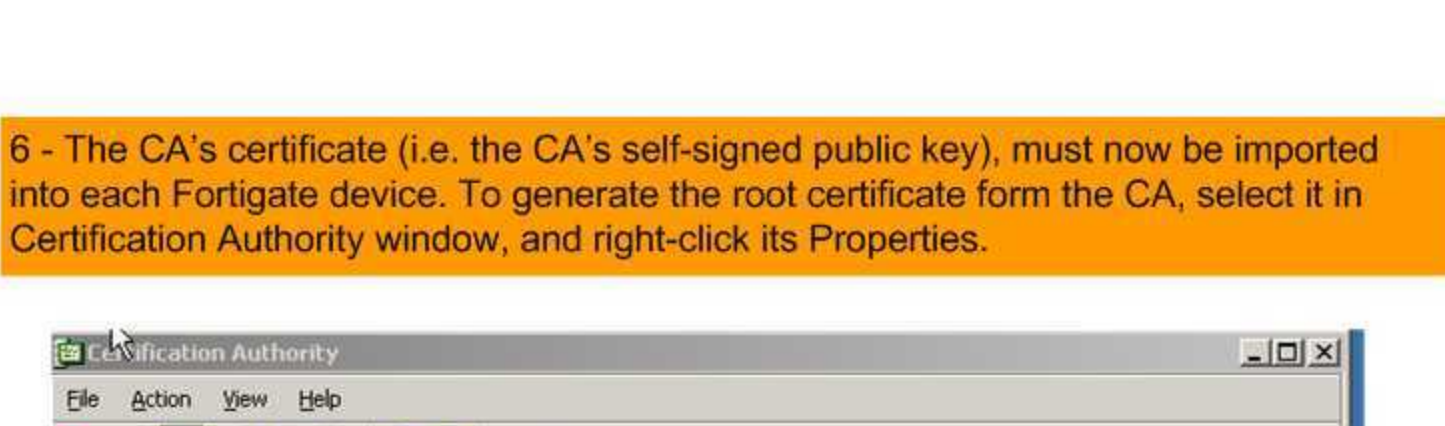 6 - The CA's certificate (i.e. the CA's self-signed public key), must now be imported
into each Fortigate device. To generate the root certificate form the CA, select it in
Certification Authority window, and right-click its Properties.
Certification Authority
File Action View Help